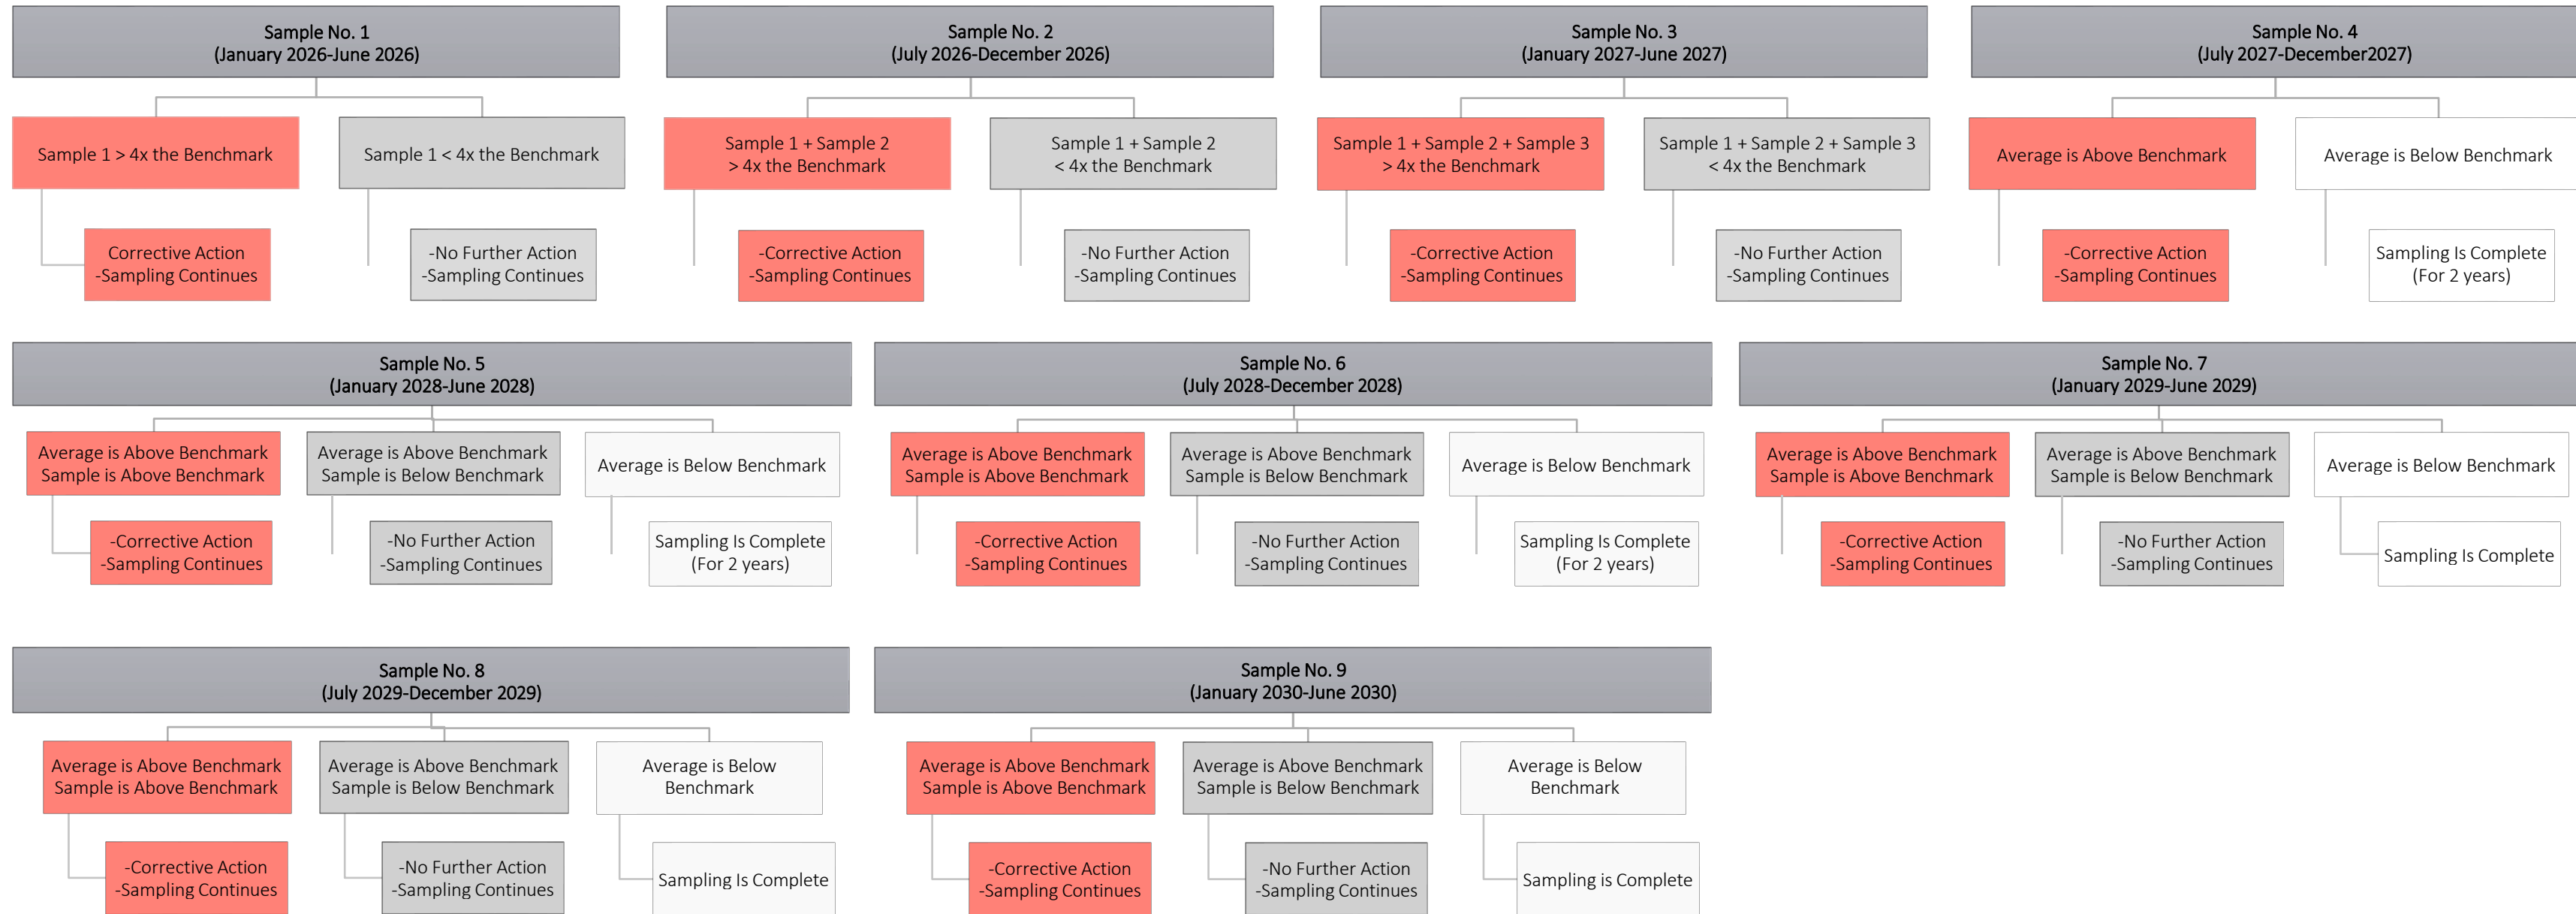 Sample No. 1
(January 2026-June 2026)
Sample 1 > 4x the Benchmark
Sample 1 < 4x the Benchmark
Corrective Action
-Sampling Continues
-No Further Action
-Sampling Continues
Sample No. 2
(July 2026-December 2026)
Sample 1 + Sample 2
> 4x the Benchmark
Sample 1 + Sample 2
< 4x the Benchmark
-Corrective Action
-Sampling Continues
-No Further Action
-Sampling Continues
Sample No. 3
(January 2027-June 2027)
Sample 1 + Sample 2 + Sample 3
> 4x the Benchmark
Sample 1 + Sample 2 + Sample 3
< 4x the Benchmark
-Corrective Action
-Sampling Continues
-No Further Action
-Sampling Continues
Sample No. 4
(July 2027-December2027)
Average is Above Benchmark
Average is Below Benchmark
-Corrective Action
-Sampling Continues
Sampling Is Complete
(For 2 years)
Sample No. 5
(January 2028-June 2028)
Average is Above Benchmark
Sample is Above Benchmark
Average is Above Benchmark
Sample is Below Benchmark
Average is Below Benchmark
-Corrective Action
-Sampling Continues
-No Further Action
-Sampling Continues
Sampling Is Complete
(For 2 years)
Sample No. 6
(July 2028-December 2028)
Average is Above Benchmark
Sample is Above Benchmark
Average is Above Benchmark
Sample is Below Benchmark
Average is Below Benchmark
-Corrective Action
-Sampling Continues
-No Further Action
-Sampling Continues
Sampling Is Complete
(For 2 years)
Sample No. 7
(January 2029-June 2029)
Average is Above Benchmark
Sample is Above Benchmark
Average is Above Benchmark
Sample is Below Benchmark
Average is Below Benchmark
-Corrective Action
-Sampling Continues
-No Further Action
-Sampling Continues
Sampling Is Complete
Sample No. 8
(July 2029-December 2029)
Average is Above Benchmark
Sample is Above Benchmark
Average is Above Benchmark
Sample is Below Benchmark
Average is Below
Benchmark
-Corrective Action
-Sampling Continues
-No Further Action
-Sampling Continues
Sampling Is Complete
Sample No. 9
(January 2030-June 2030)
Average is Above Benchmark
Sample is Above Benchmark
Average is Above Benchmark
Sample is Below Benchmark
Average is Below
Benchmark
-Corrective Action
-Sampling Continues
-No Further Action
-Sampling Continues
Sampling is Complete